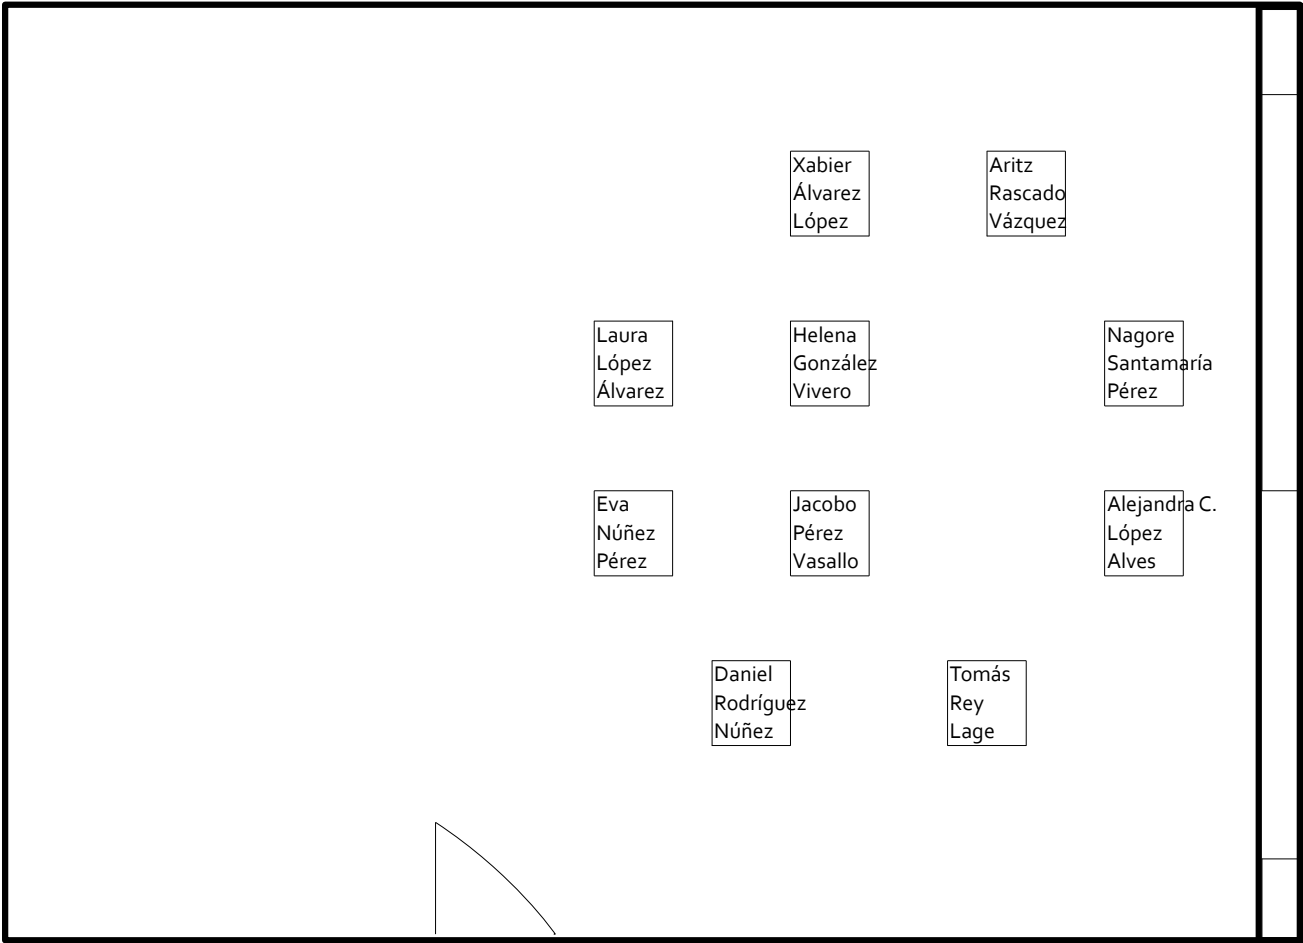 Xabier
Álvarez
López
Aritz
Rascado
Vázquez
Laura
López
Álvarez
Helena
González
Vivero
Nagore
Santamaría
Pérez
Eva
Núñez
Pérez
Jacobo
Pérez
Vasallo
Alejandra C.
López
Alves
Daniel
Rodríguez
Núñez
Tomás
Rey
Lage